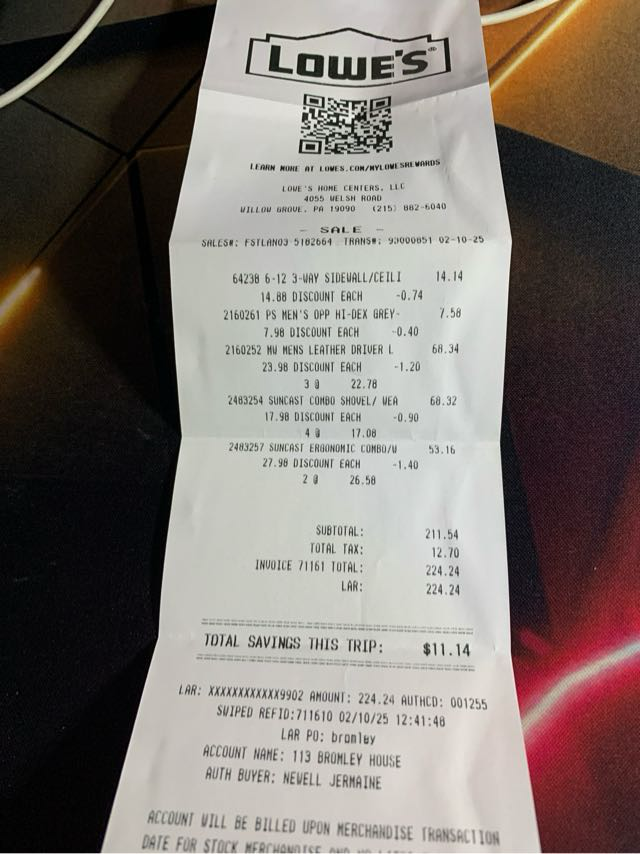 LOWE'S®
LEARN MORE AT LOWES.COM/MYLOWESREWARDS
LOWE'S HOME CENTERS, LLC
4055 WELSH ROAD
WILLOW GROVE, PA 19090 (215) 882-6040
- SALE -
SALES#: FSTLAN03 5182664 TRANS#: 93000851 02-10-25
64238 6-12 3-WAY SIDEWALL/CEILI 14.14
14.88 DISCOUNT EACH -0.74
2160261 PS MEN'S OPP HI-DEX GREY- 7.58
7.98 DISCOUNT EACH -0.40
2160252 MW MENS LEATHER DRIVER L 68.34
23.98 DISCOUNT EACH -1.20
3 @ 22.78
2483254 SUNCAST COMBO SHOVEL/ WEA 68.32
17.98 DISCOUNT EACH -0.90
4 @ 17.08
2483257 SUNCAST ERGONOMIC COMBO/W 53.16
27.98 DISCOUNT EACH -1.40
2 @ 26.58
SUBTOTAL: 211.54
TOTAL TAX: 12.70
INVOICE 71161 TOTAL: 224.24
LAR: 224.24
TOTAL SAVINGS THIS TRIP: $11.14
LAR: XXXXXXXXXXXX9902 AMOUNT: 224.24 AUTHCD: 001255
SWIPED REFID:711610 02/10/25 12:41:48
LAR PO: bromley
ACCOUNT NAME: 113 BROMLEY HOUSE
AUTH BUYER: NEWELL JERMAINE
ACCOUNT WILL BE BILLED UPON MERCHANDISE TRANSACTION
DATE FOR STOCK MERCHANDISE AND NO